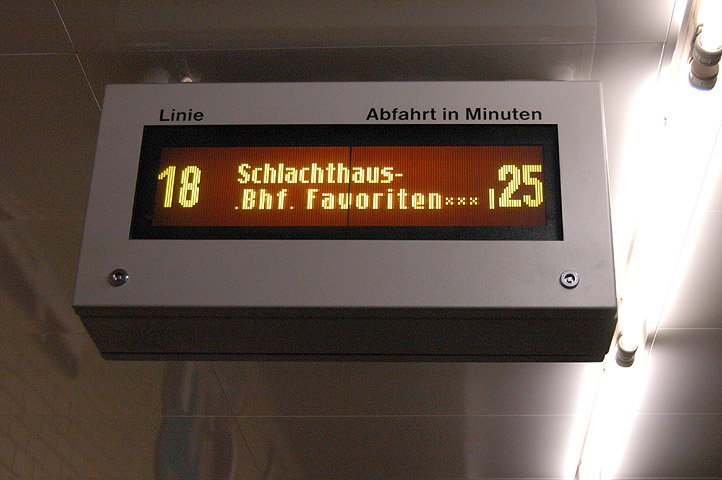 Linie Abfahrt in Minuten
18 Schlachthaus- 25
.Bhf. Favoriten***